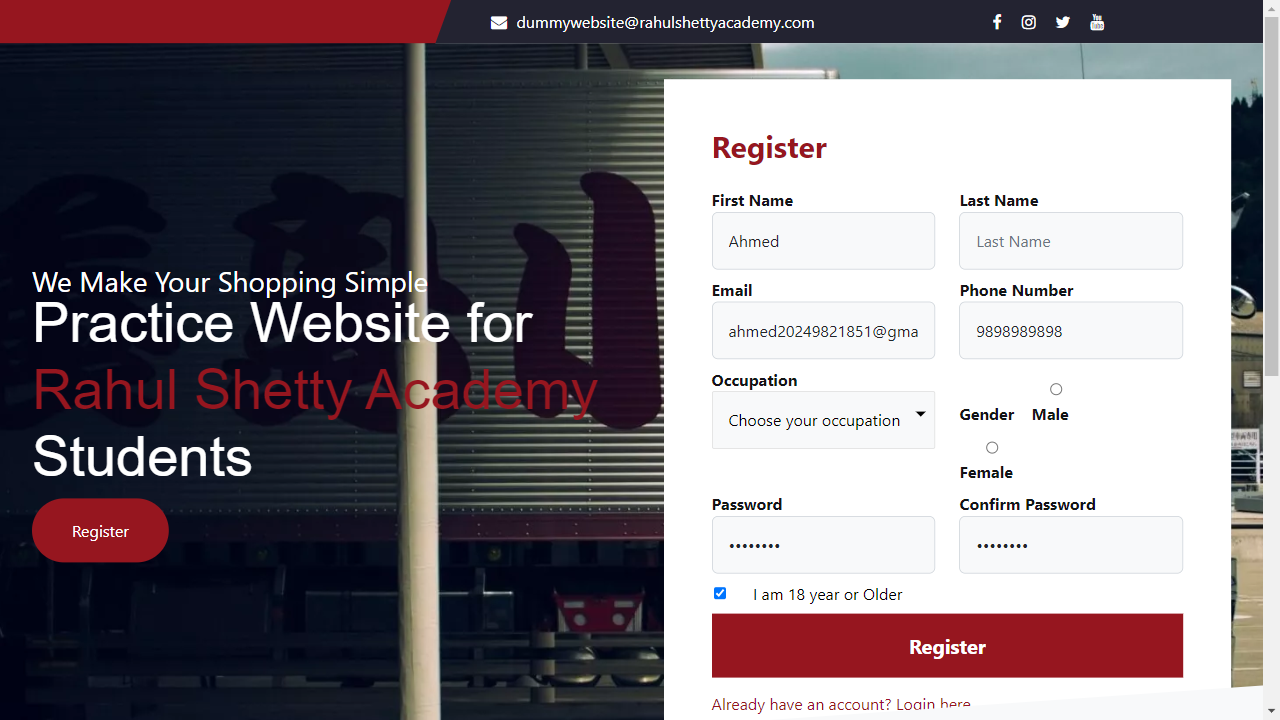 dummywebsite@rahulshettyacademy.com
We Make Your Shopping Simple
Practice Website for
Rahul Shetty Academy
Students
Register
Register
First Name
Last Name
Ahmed
Last Name
Email
Phone Number
ahmed20249821851@gma
9898989898
Occupation
Choose your occupation
Gender
Male
Female
Password
Confirm Password
••••••••
••••••••
I am 18 year or Older
Register
Already have an account? Login here